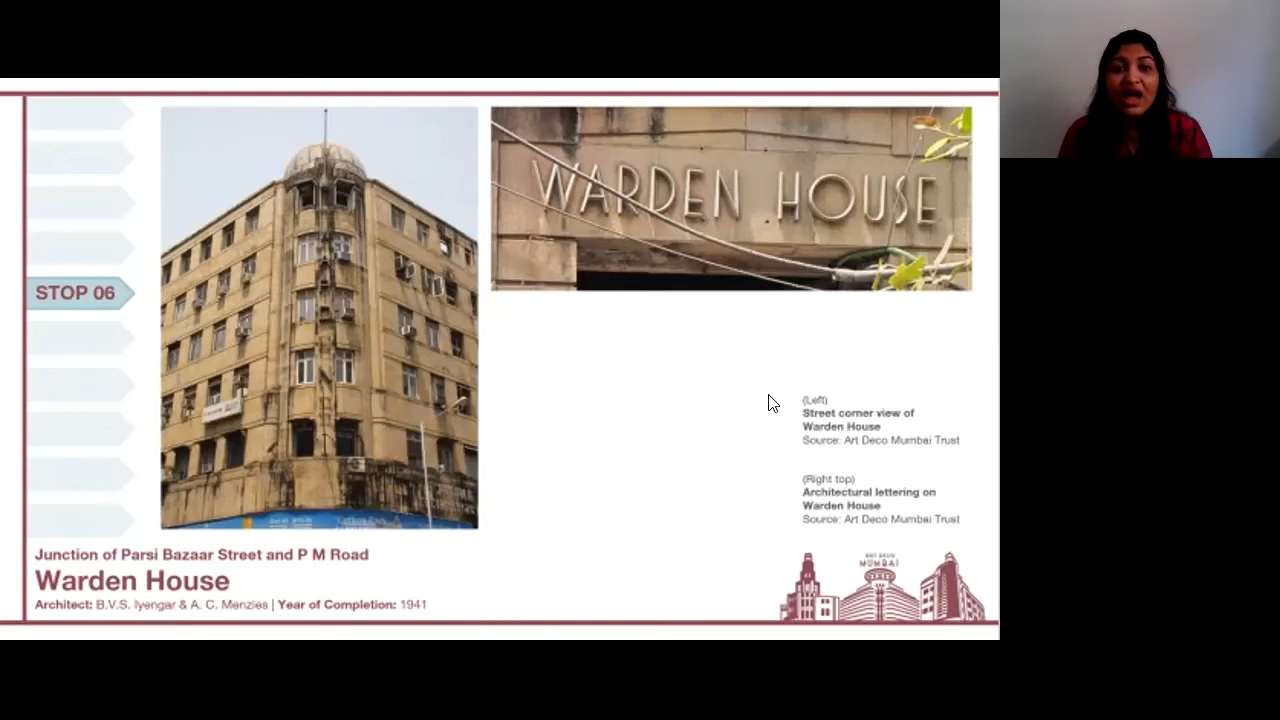 STOP 06
WARDEN HOUSE
(Left)
Street corner view of
Warden House
Source: Art Deco Mumbai Trust
(Right top)
Architectural lettering on
Warden House
Source: Art Deco Mumbai Trust
Junction of Parsi Bazaar Street and P M Road
Warden House
Architect: B.V.S. Iyengar & A. C. Menzies | Year of Completion: 1941
ART DECO
MUMBAI